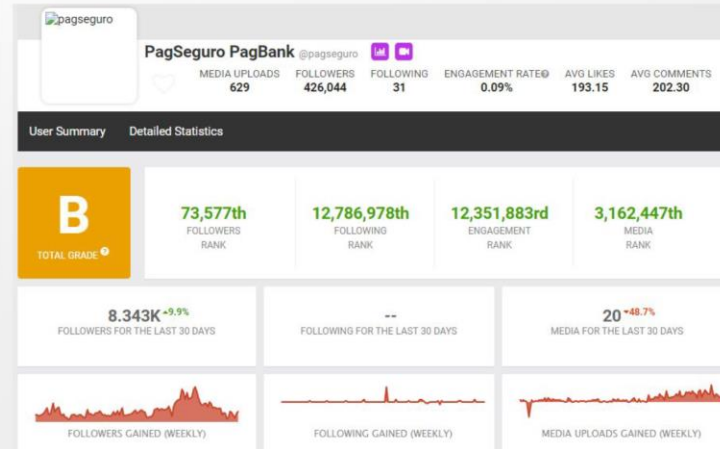 pagseguro
PagSeguro PagBank @pagseguro
MEDIA UPLOADS FOLLOWERS FOLLOWING ENGAGEMENT RATE AVG LIKES AVG COMMENTS
629 426,044 31 0.09% 193.15 202.30
User Summary Detailed Statistics
B
TOTAL GRADE ?
73,577th 12,786,978th 12,351,883rd 3,162,447th
FOLLOWERS FOLLOWING ENGAGEMENT MEDIA
RANK RANK RANK RANK
8.343K +9.9% -- 20 -48.7%
FOLLOWERS FOR THE LAST 30 DAYS FOLLOWING FOR THE LAST 30 DAYS MEDIA FOR THE LAST 30 DAYS
FOLLOWERS GAINED (WEEKLY) FOLLOWING GAINED (WEEKLY) MEDIA UPLOADS GAINED (WEEKLY)